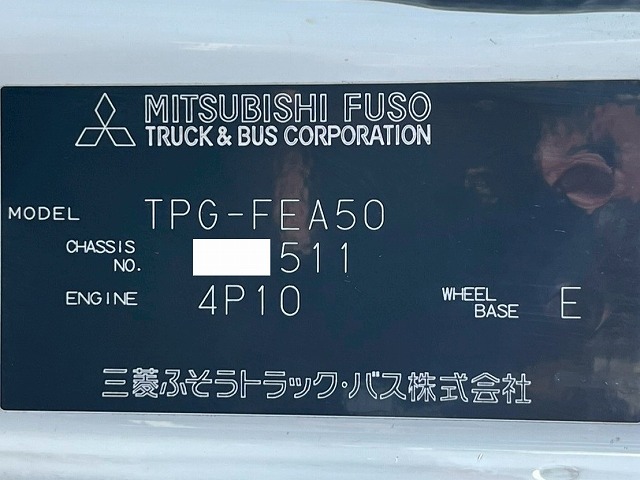 MITSUBISHI FUSO
TRUCK & BUS CORPORATION
MODEL TPG-FEA50
CHASSIS NO. 511
ENGINE 4P10 WHEEL BASE E
三菱ふそうトラック・バス株式会社